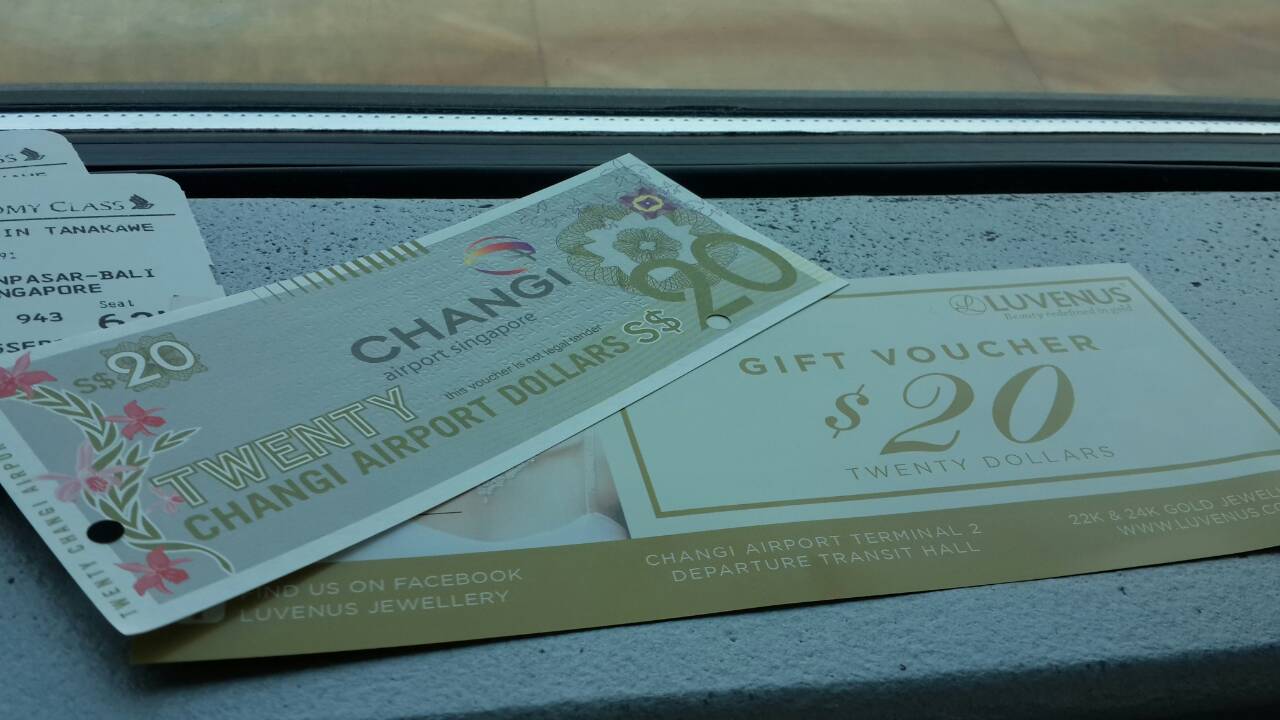 OMY CLASS
IN TANAKAWE
NPASAR-BALI
NGAPORE
Seat
943
S$20
CHANGI
airport singapore
this voucher is not legal tender
TWENTY
CHANGI AIRPORT DOLLARS S$20
TWENTY CHANGI AIRPOR
LUVENUS
Beauty redefined in gold
GIFT VOUCHER
$20
TWENTY DOLLARS
FIND US ON FACEBOOK
LUVENUS JEWELLERY
CHANGI AIRPORT TERMINAL 2
DEPARTURE TRANSIT HALL
22K & 24K GOLD JEWEL
WWW.LUVENUS.C